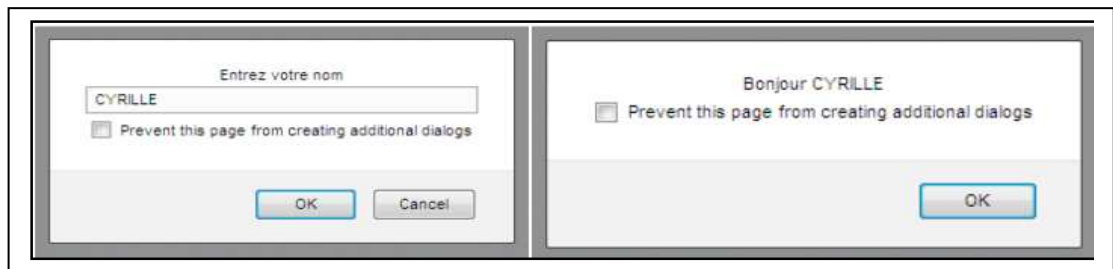 Entrez votre nom
CYRILLE
Prevent this page from creating additional dialogs
OK
Cancel
Bonjour CYRILLE
Prevent this page from creating additional dialogs
OK